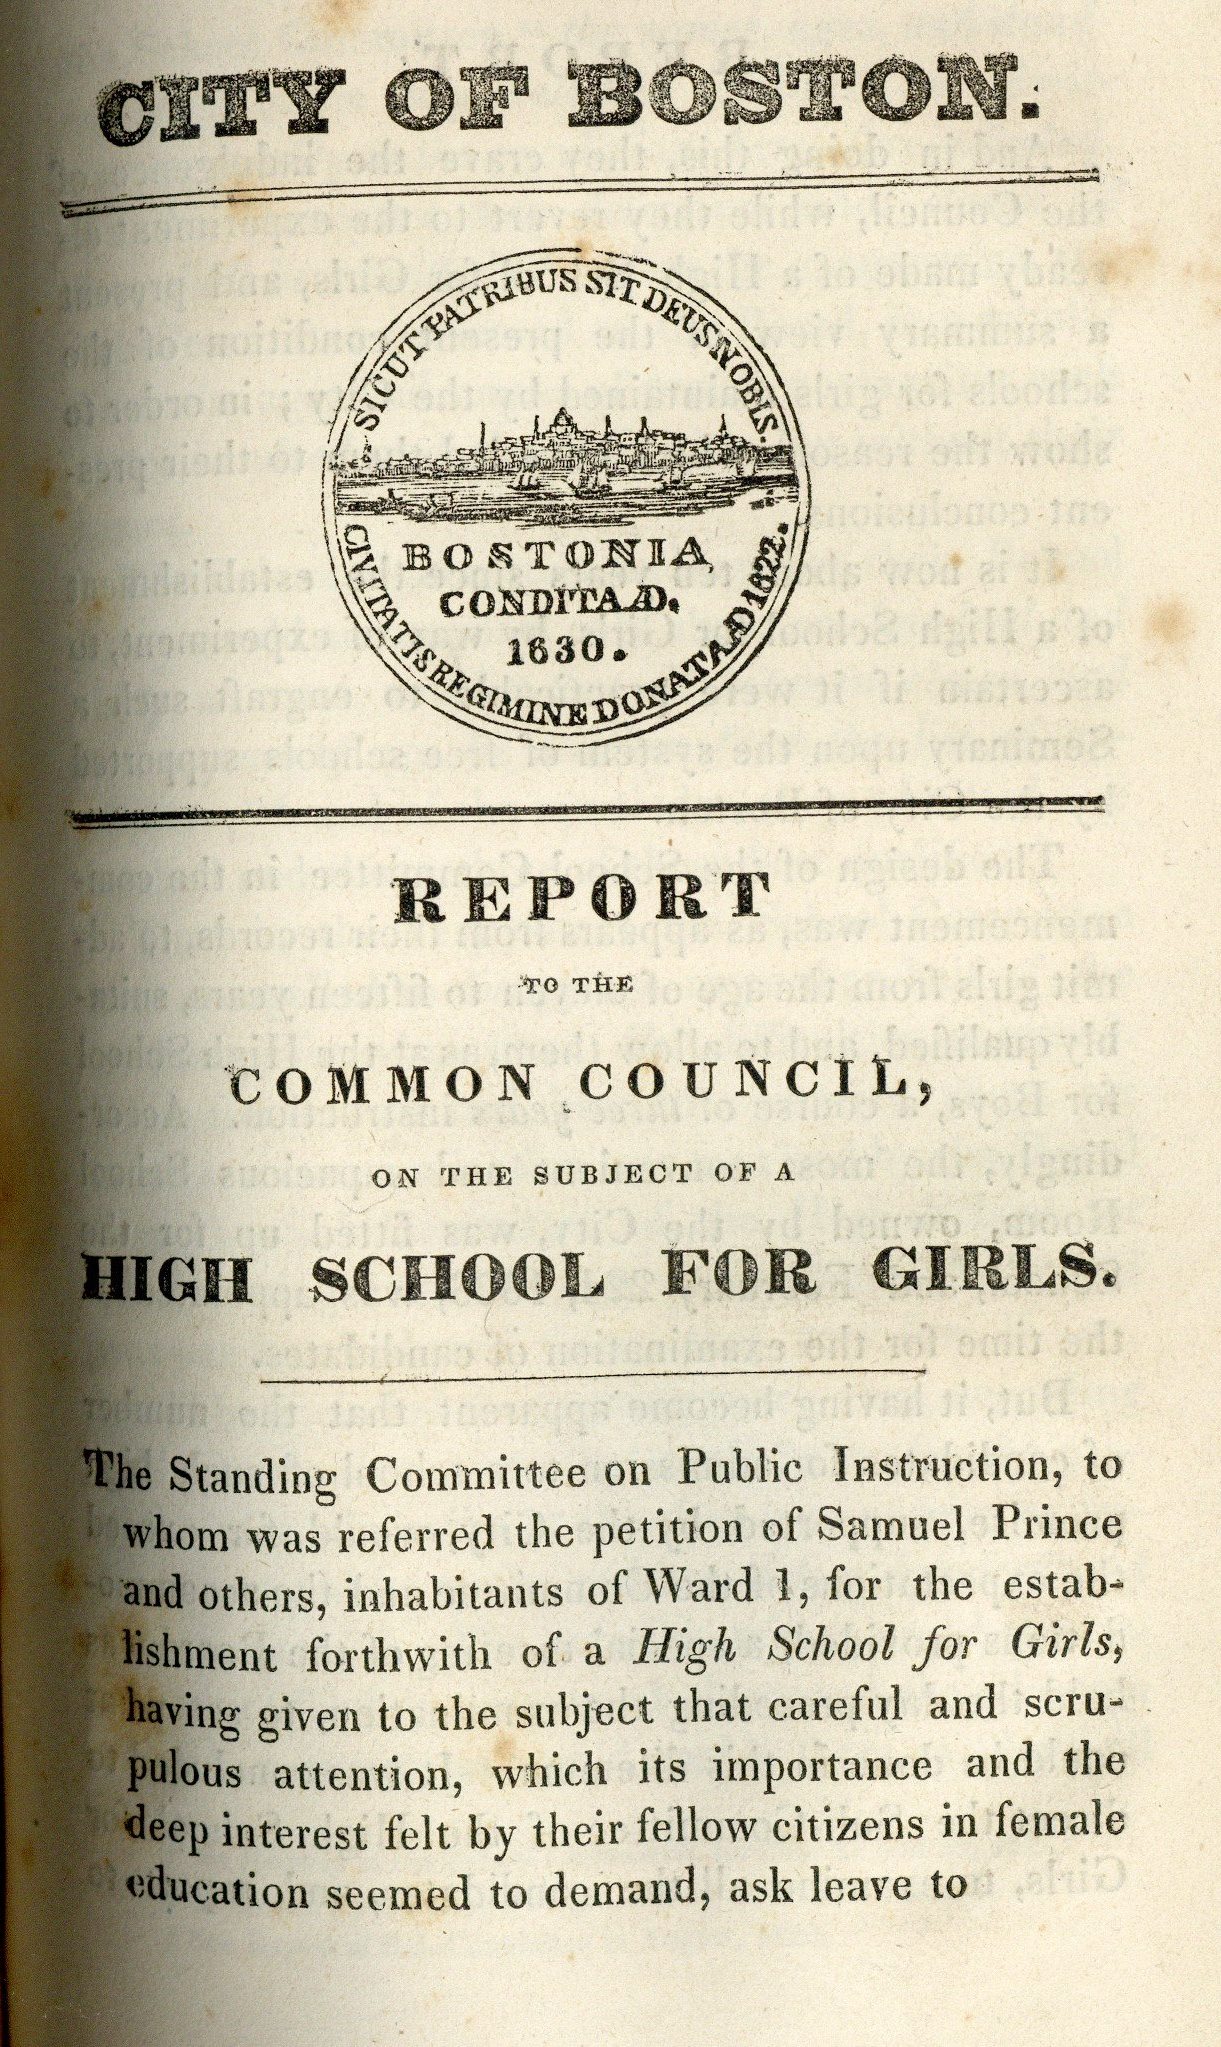 CITY OF BOSTON.
SICUT PATRIBUS SIT DEUS NOBIS.
BOSTONIA,
CONDITA AD.
1630.
CIVITATIS REGIMINE DONATA AD 1822.
REPORT
TO THE
COMMON COUNCIL,
ON THE SUBJECT OF A
HIGH SCHOOL FOR GIRLS.
The Standing Committee on Public Instruction, to
whom was referred the petition of Samuel Prince
and others, inhabitants of Ward 1, for the estab-
lishment forthwith of a High School for Girls,
having given to the subject that careful and scru-
pulous attention, which its importance and the
deep interest felt by their fellow citizens in female
education seemed to demand, ask leave to